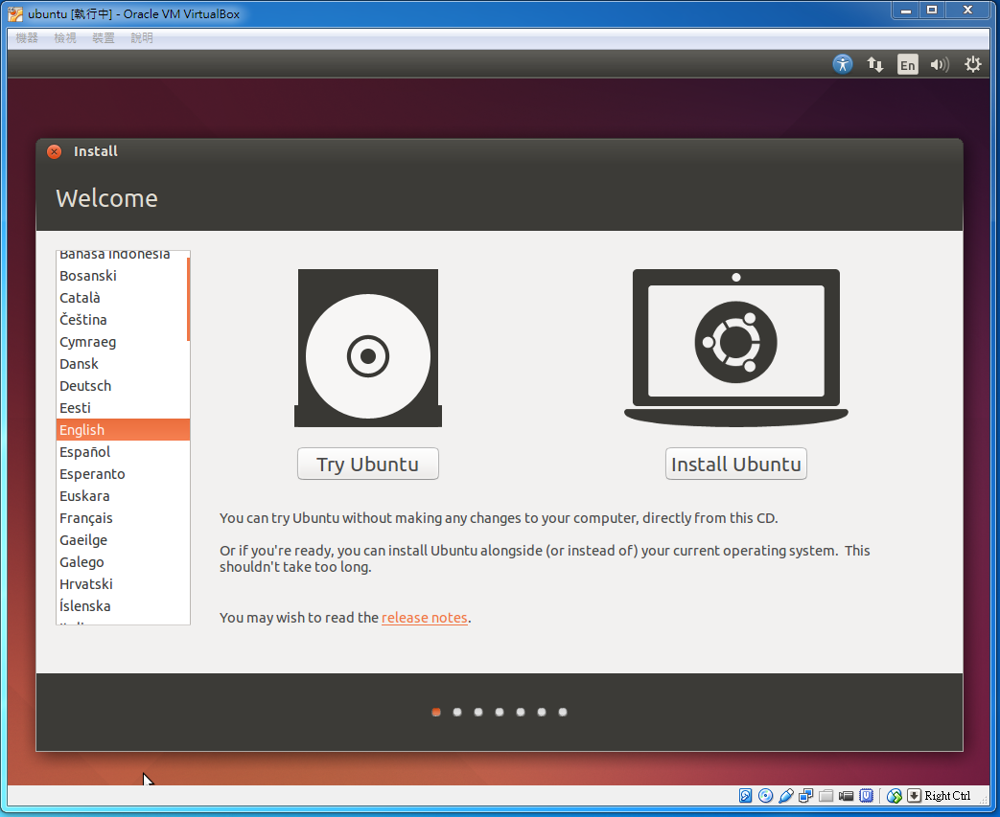 ubuntu [執行中] - Oracle VM VirtualBox
機器 檢視 裝置 說明
En
Install
Welcome
Bahasa Indonesia
Bosanski
Català
Čeština
Cymraeg
Dansk
Deutsch
Eesti
English
Español
Esperanto
Euskara
Français
Gaeilge
Galego
Hrvatski
Íslenska
Try Ubuntu
Install Ubuntu
You can try Ubuntu without making any changes to your computer, directly from this CD.
Or if you're ready, you can install Ubuntu alongside (or instead of) your current operating system.  This
shouldn't take too long.
You may wish to read the release notes.
Right Ctrl